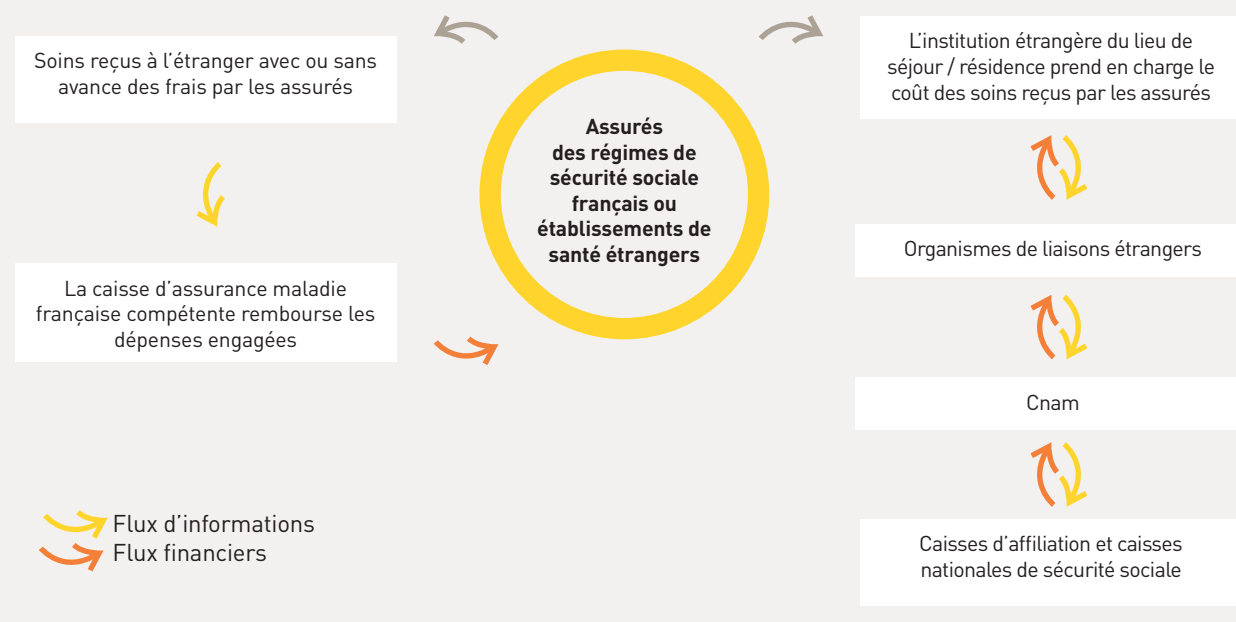 Soins reçus à l’étranger avec ou sans
avance des frais par les assurés
La caisse d’assurance maladie
française compétente rembourse les
dépenses engagées
Assurés
des régimes de
sécurité sociale
français ou
établissements de
santé étrangers
L’institution étrangère du lieu de
séjour / résidence prend en charge le
coût des soins reçus par les assurés
Organismes de liaisons étrangers
Cnam
Caisses d’affiliation et caisses
nationales de sécurité sociale
Flux d’informations
Flux financiers